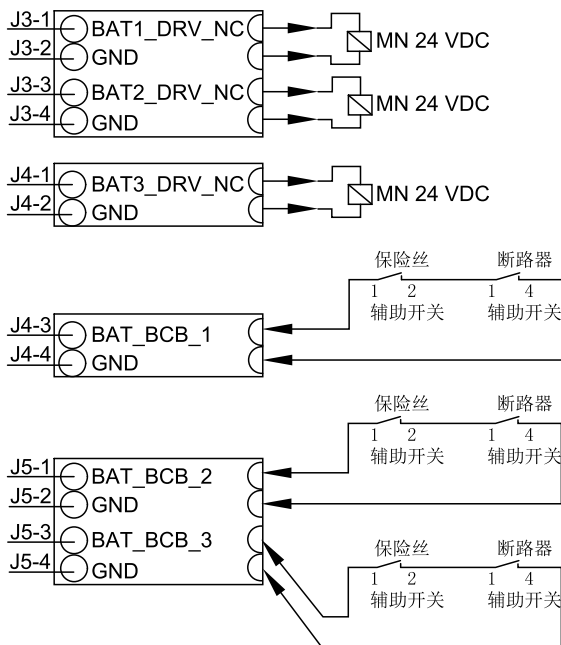 J3-1 BAT1_DRV_NC
J3-2 GND
MN 24 VDC
J3-3 BAT2_DRV_NC
J3-4 GND
MN 24 VDC
J4-1 BAT3_DRV_NC
J4-2 GND
MN 24 VDC
保险丝 断路器
1 2 1 4
辅助开关 辅助开关
J4-3 BAT_BCB_1
J4-4 GND
保险丝 断路器
1 2 1 4
辅助开关 辅助开关
J5-1 BAT_BCB_2
J5-2 GND
J5-3 BAT_BCB_3
J5-4 GND
保险丝 断路器
1 2 1 4
辅助开关 辅助开关